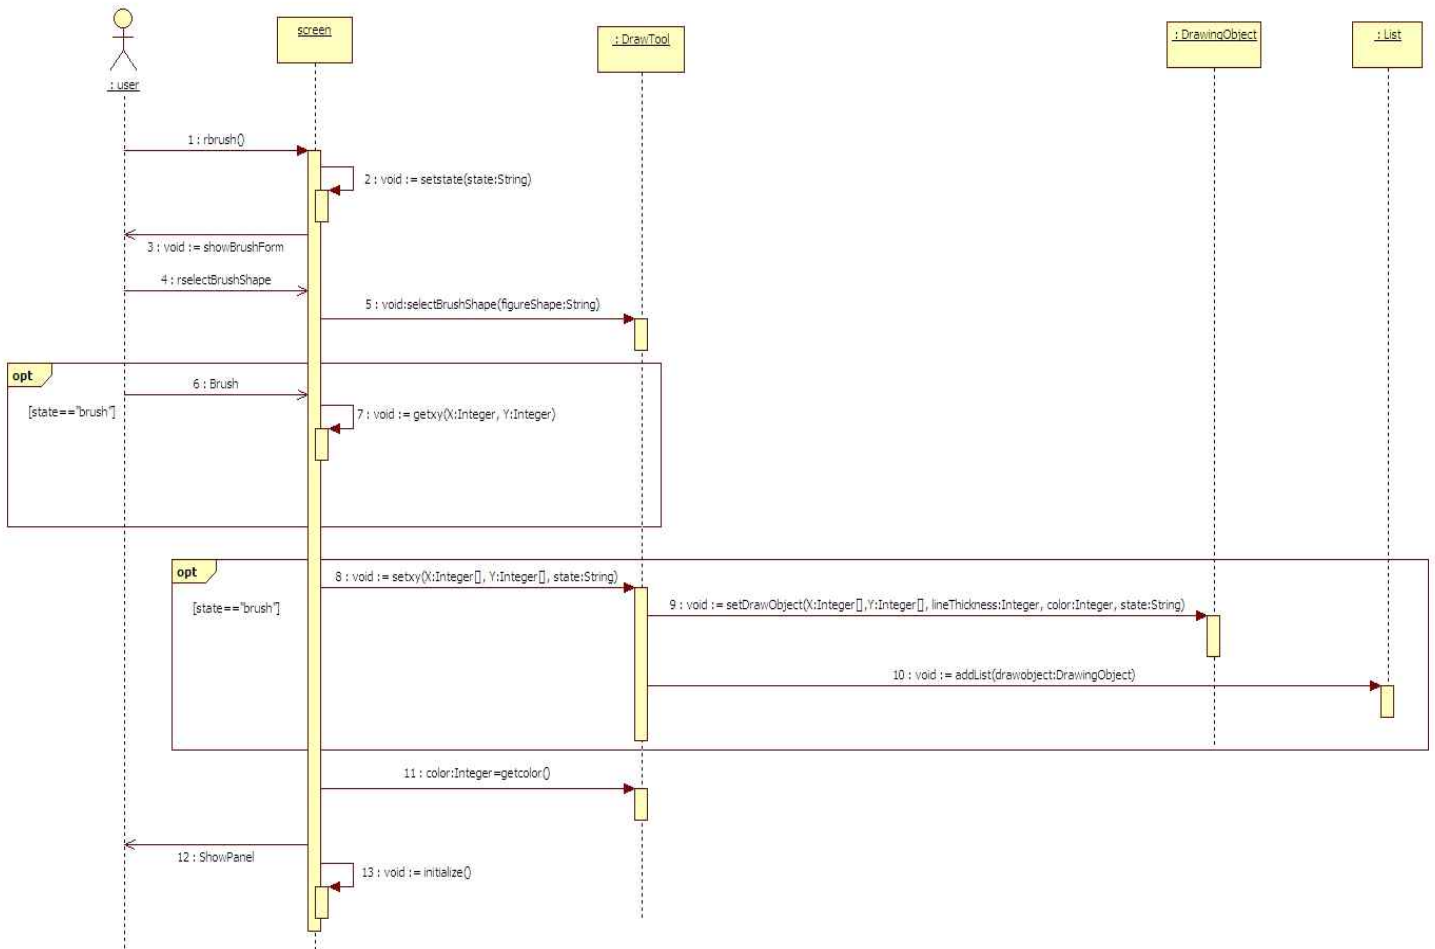 screen
: DrawTool
: DrawingObject
: List
: user
1 : rbrush()
2 : void := setstate(state:String)
3 : void := showBrushForm
4 : rselectBrushShape
5 : void:selectBrushShape(figureShape:String)
opt
6 : Brush
[state=="brush"]
7 : void := getxy(X:Integer, Y:Integer)
opt
8 : void := setxy(X:Integer[], Y:Integer[], state:String)
[state=="brush"]
9 : void := setDrawObject(X:Integer[],Y:Integer[], lineThickness:Integer, color:Integer, state:String)
10 : void := addList(drawobject:DrawingObject)
11 : color:Integer=getcolor()
12 : ShowPanel
13 : void := initialize()